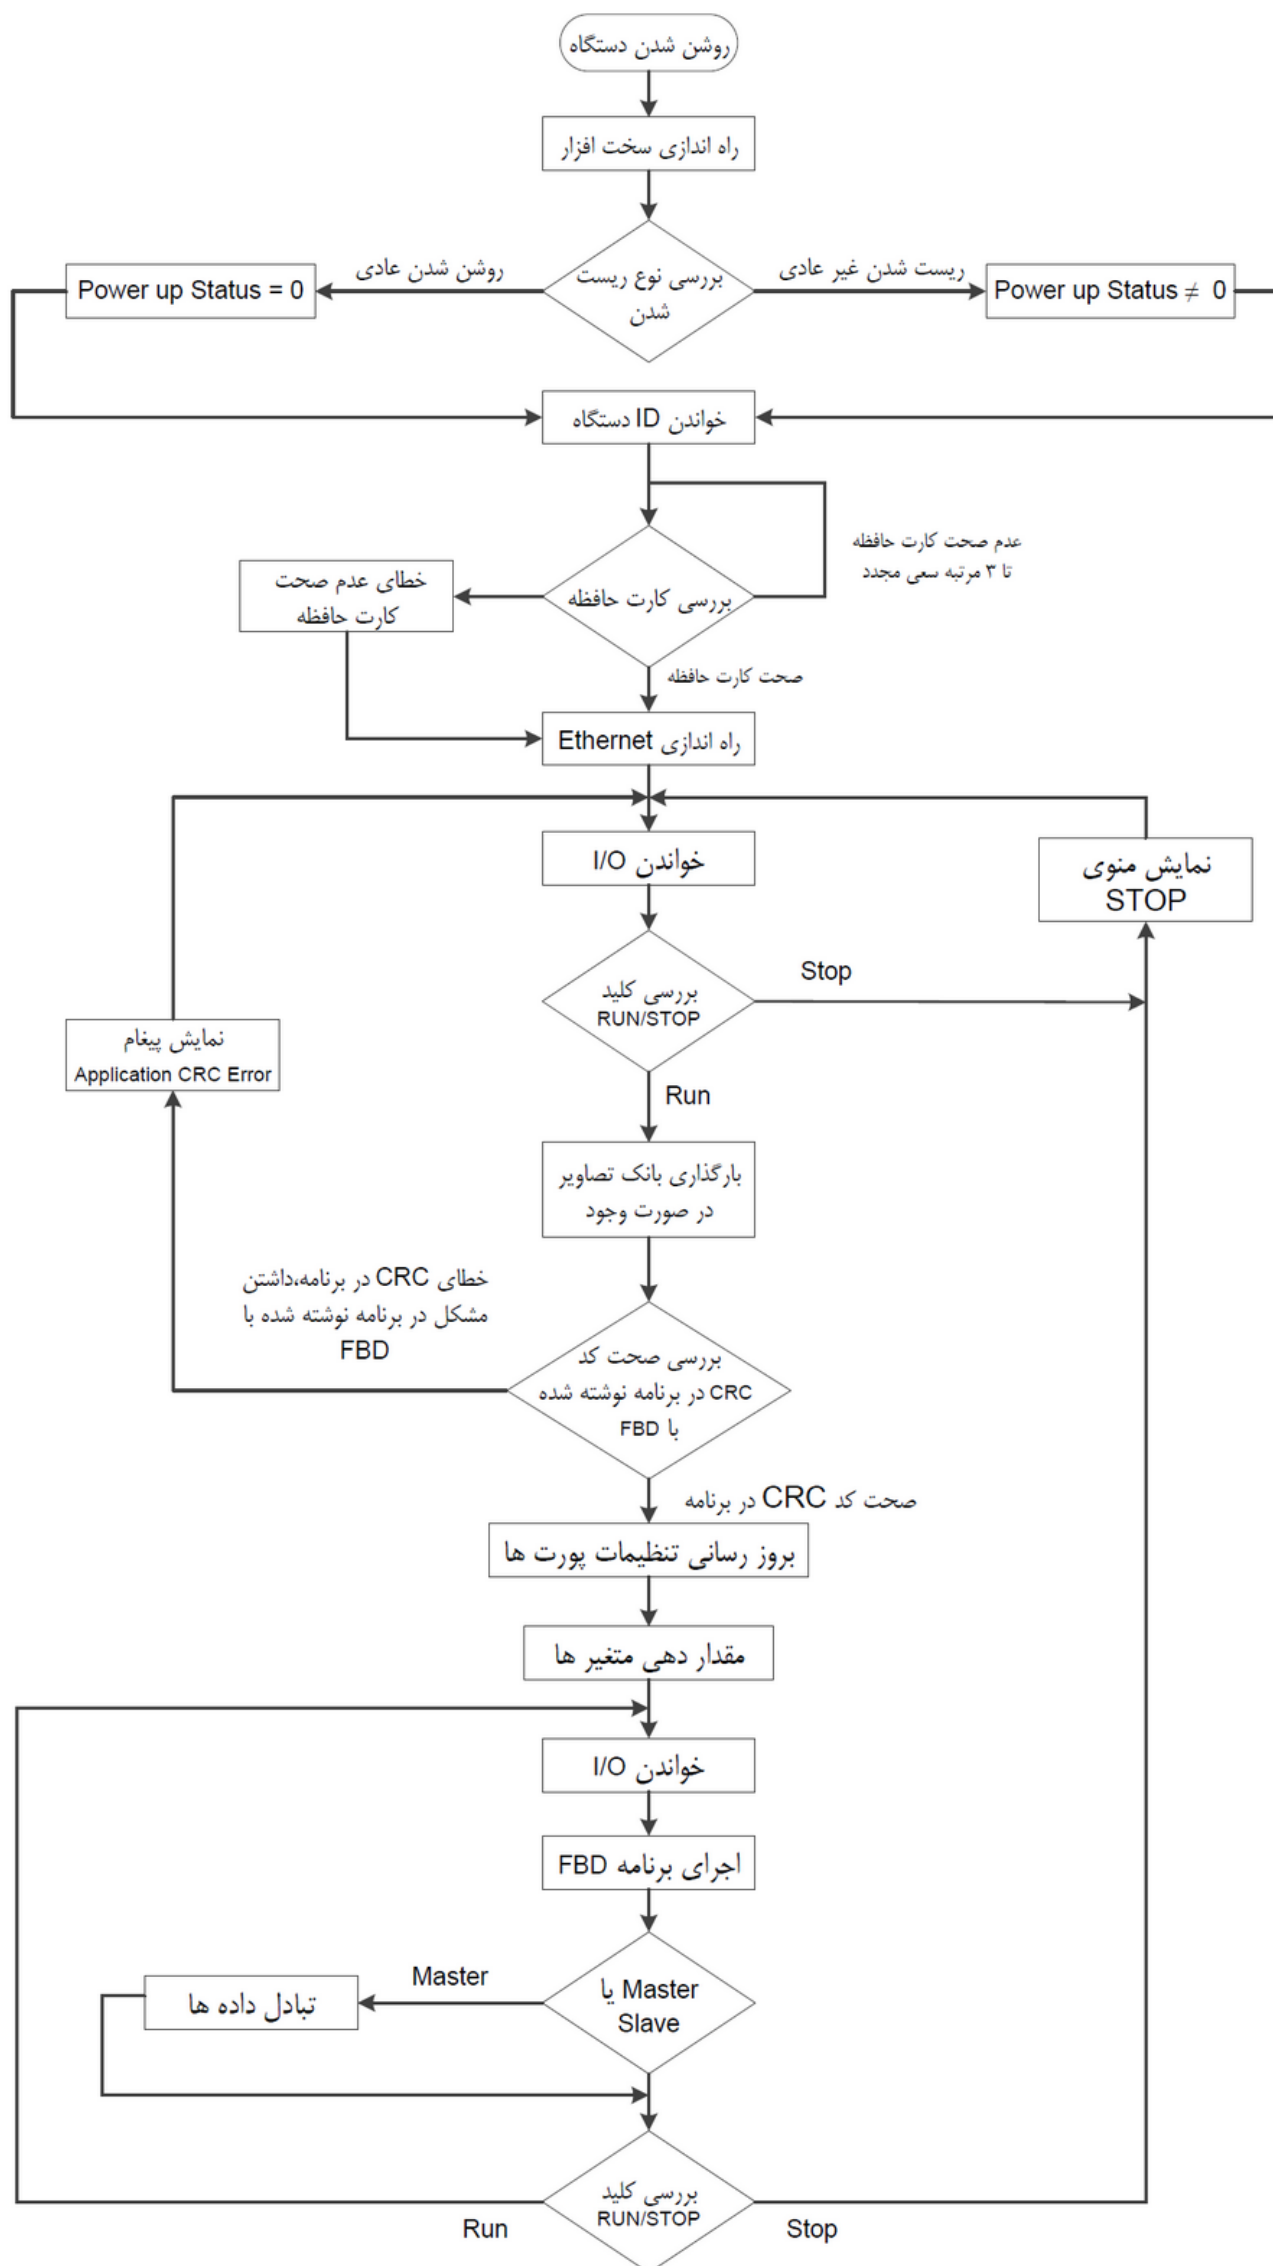 روشن شدن دستگاه
راه اندازی سخت افزار
بررسی نوع ریست
شدن
روشن شدن عادی
ریست شدن غیر عادی
Power up Status = 0
Power up Status ≠ 0
خواندن ID دستگاه
عدم صحت کارت حافظه
تا ۳ مرتبه سعی مجدد
بررسی کارت حافظه
خطای عدم صحت
کارت حافظه
صحت کارت حافظه
راه اندازی Ethernet
خواندن I/O
نمایش منوی
STOP
بررسی کلید
RUN/STOP
Stop
Run
نمایش پیغام
Application CRC Error
بارگذاری بانک تصاویر
در صورت وجود
خطای CRC در برنامه،داشتن
مشکل در برنامه نوشته شده با
FBD
بررسی صحت کد
CRC در برنامه نوشته شده
با FBD
صحت کد CRC در برنامه
بروز رسانی تنظیمات پورت ها
مقدار دهی متغیر ها
خواندن I/O
اجرای برنامه FBD
Master یا
Slave
Master
تبادل داده ها
بررسی کلید
RUN/STOP
Run
Stop